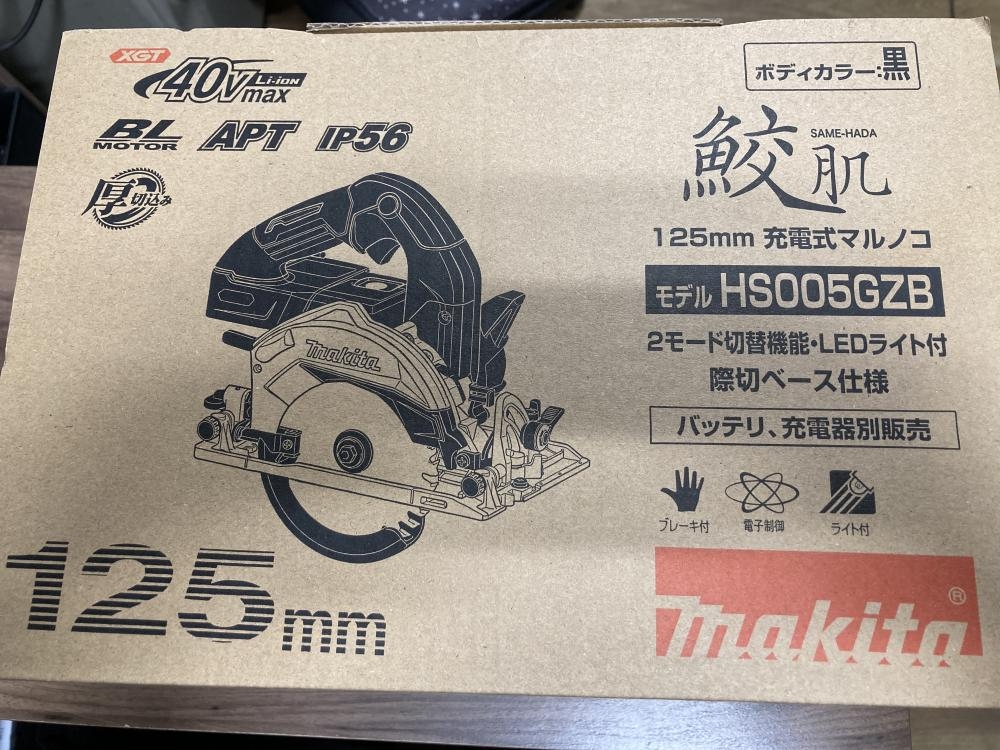 XGT
40Vmax Li-ion
BL MOTOR
APT
IP56
厚切込み
makita
125mm
ボディカラー:黒
鮫肌
SAME-HADA
125mm 充電式マルノコ
モデル HS005GZB
2モード切替機能・LEDライト付
際切ベース仕様
バッテリ、充電器別販売
ブレーキ付
電子制御
ライト付
makita®